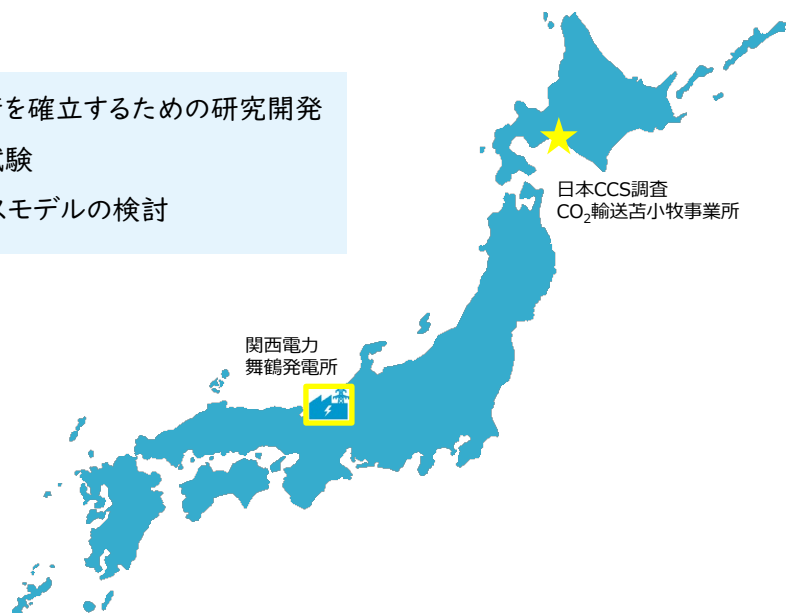 を確立するための研究開発
験
スモデルの検討
日本CCS調査
CO₂輸送苫小牧事業所
関西電力
舞鶴発電所